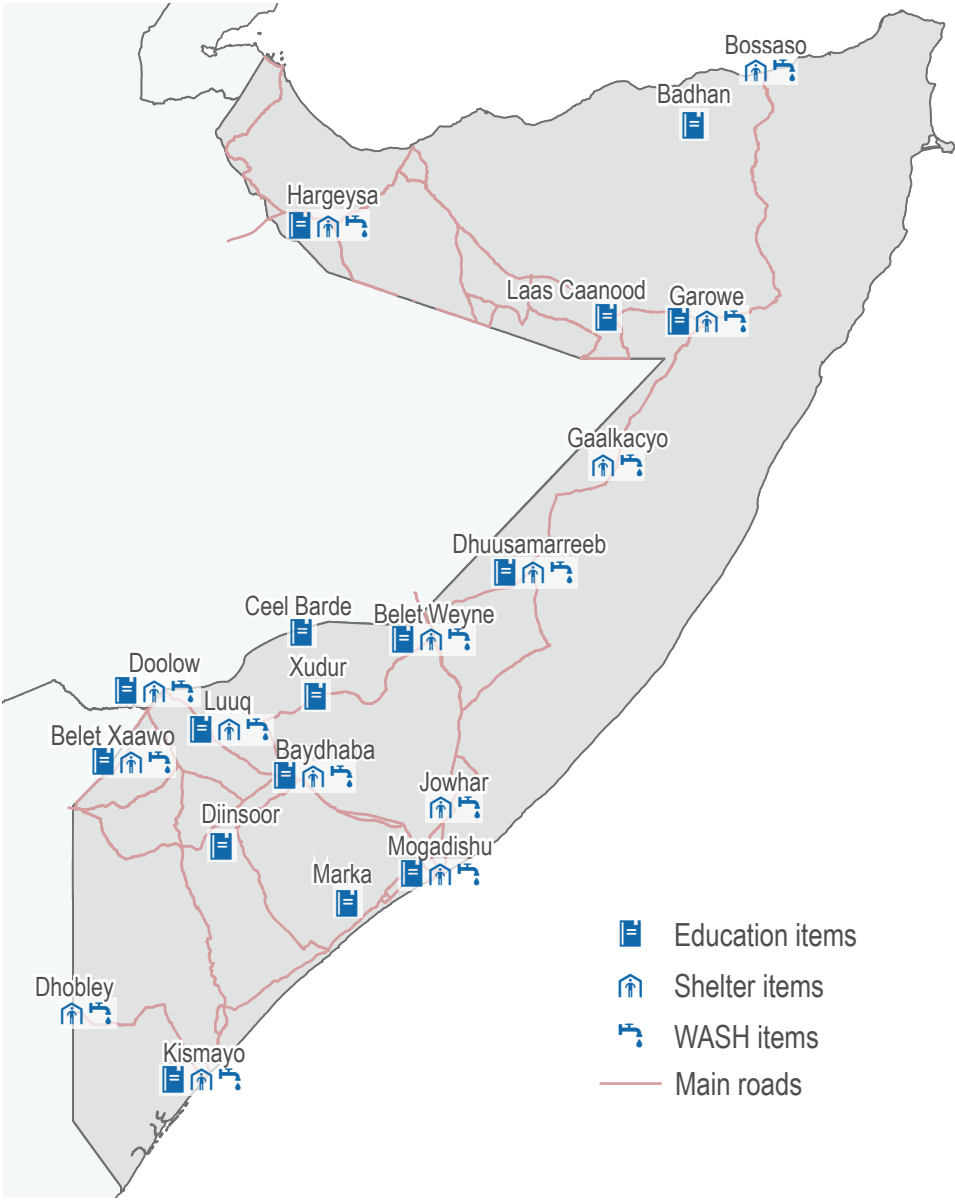 Bossaso
Badhan
Hargeysa
Laas Caanood
Garowe
Gaalkacyo
Dhuusamarreeb
Ceel Barde
Belet Weyne
Doolow
Xudur
Luuq
Belet Xaawo
Baydhaba
Jowhar
Diinsoor
Mogadishu
Marka
Education items
Shelter items
Dhobley
WASH items
Kismayo
Main roads